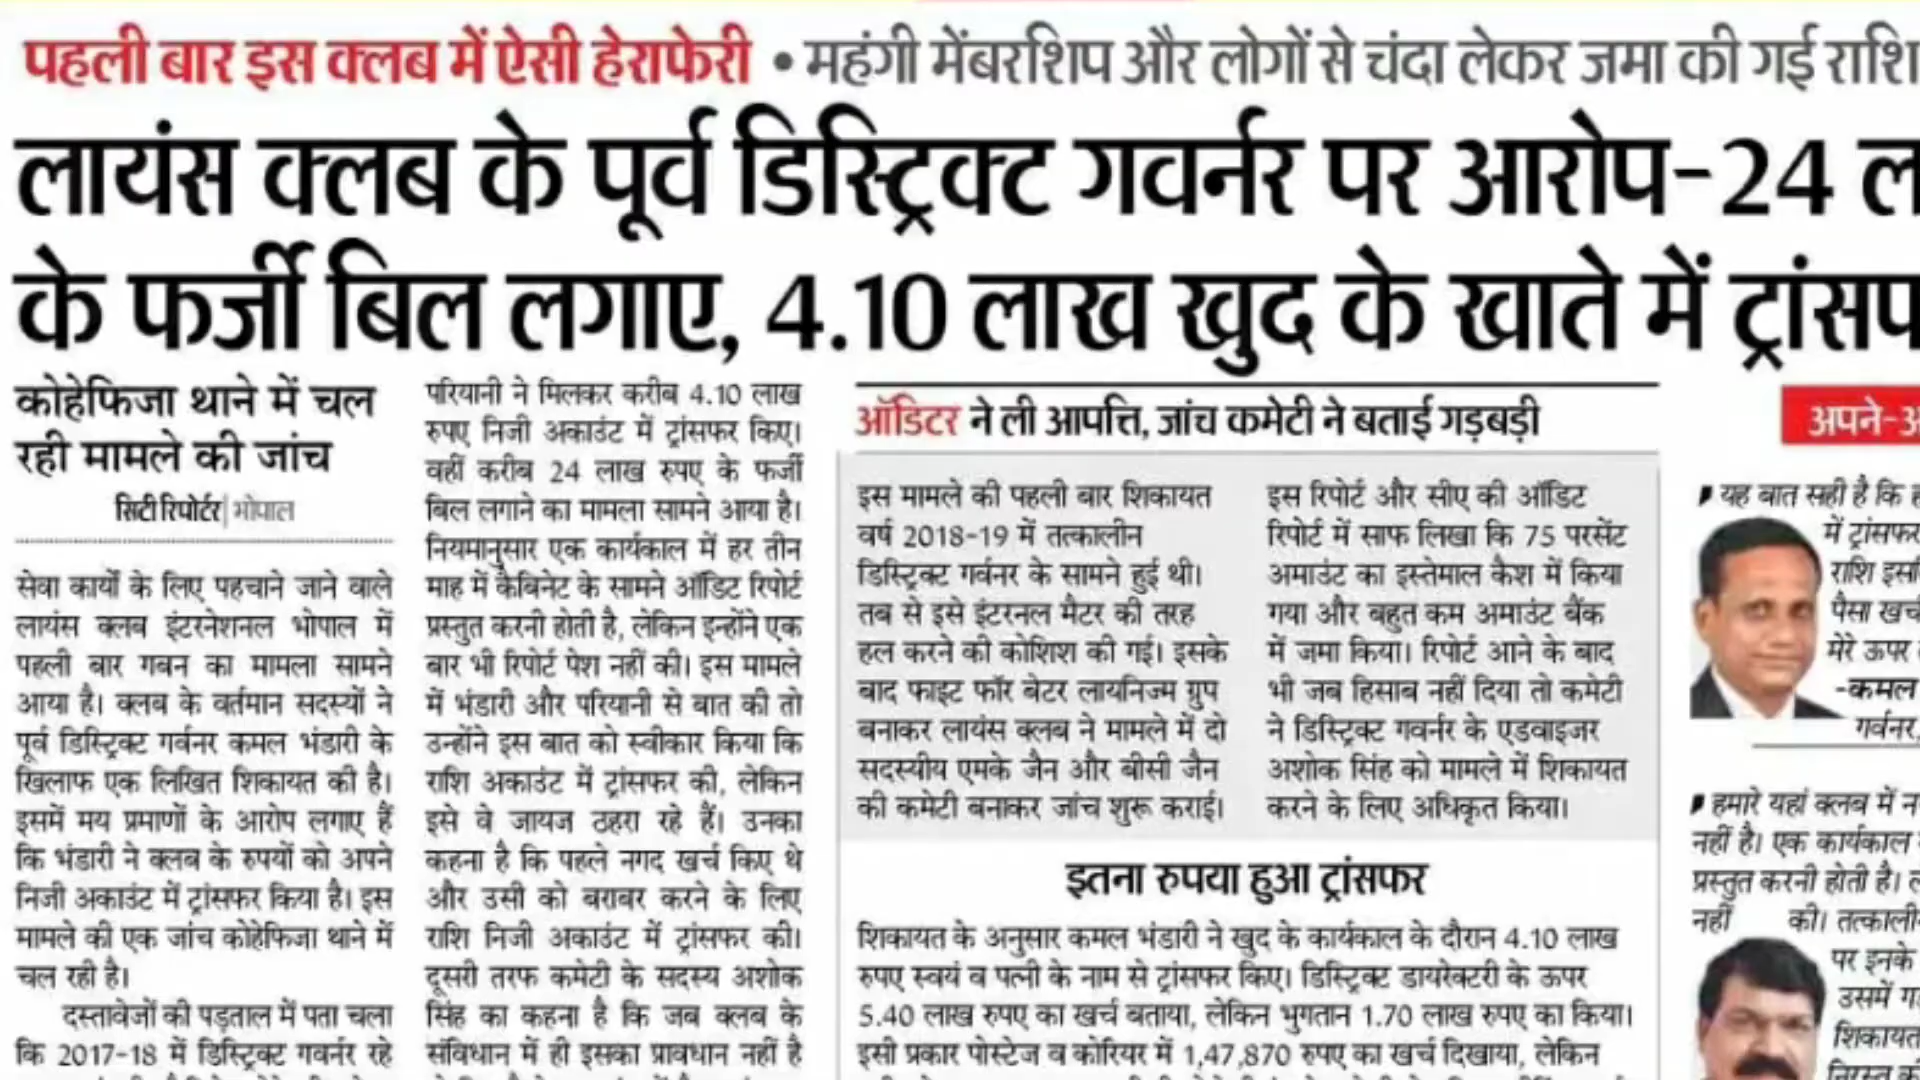 पहली बार इस क्लब में ऐसी हेराफेरी • महंगी मेंबरशिप और लोगों से चंदा लेकर जमा की गई राशि
लायंस क्लब के पूर्व डिस्ट्रिक्ट गवर्नर पर आरोप-24 ल
के फर्जी बिल लगाए, 4.10 लाख खुद के खाते में ट्रांसफ
कोहेफिजा थाने में चल
रही मामले की जांच
सिटी रिपोर्टर | भोपाल
सेवा कार्यों के लिए पहचाने जाने वाले
लायंस क्लब इंटरनेशनल भोपाल में
पहली बार गबन का मामला सामने
आया है। क्लब के वर्तमान सदस्यों ने
पूर्व डिस्ट्रिक्ट गर्वनर कमल भंडारी के
खिलाफ एक लिखित शिकायत की है।
इसमें मय प्रमाणों के आरोप लगाए हैं
कि भंडारी ने क्लब के रुपयों को अपने
निजी अकाउंट में ट्रांसफर किया है। इस
मामले की एक जांच कोहेफिजा थाने में
चल रही है।
दस्तावेजों की पड़ताल में पता चला
कि 2017-18 में डिस्ट्रिक्ट गवर्नर रहे
परियानी ने मिलकर करीब 4.10 लाख
रुपए निजी अकाउंट में ट्रांसफर किए।
वहीं करीब 24 लाख रुपए के फर्जी
बिल लगाने का मामला सामने आया है।
नियमानुसार एक कार्यकाल में हर तीन
माह में कैबिनेट के सामने ऑडिट रिपोर्ट
प्रस्तुत करनी होती है, लेकिन इन्होंने एक
बार भी रिपोर्ट पेश नहीं की। इस मामले
में भंडारी और परियानी से बात की तो
उन्होंने इस बात को स्वीकार किया कि
राशि अकाउंट में ट्रांसफर की, लेकिन
इसे वे जायज ठहरा रहे हैं। उनका
कहना है कि पहले नगद खर्च किए थे
और उसी को बराबर करने के लिए
राशि निजी अकाउंट में ट्रांसफर की।
दूसरी तरफ कमेटी के सदस्य अशोक
सिंह का कहना है कि जब क्लब के
संविधान में ही इसका प्रावधान नहीं है
ऑडिटर ने ली आपत्ति, जांच कमेटी ने बताई गड़बड़ी
इस मामले की पहली बार शिकायत
वर्ष 2018-19 में तत्कालीन
डिस्ट्रिक्ट गर्वनर के सामने हुई थी।
तब से इसे इंटरनल मैटर की तरह
हल करने की कोशिश की गई। इसके
बाद फाइट फॉर बेटर लायनिज्म ग्रुप
बनाकर लायंस क्लब ने मामले में दो
सदस्यीय एमके जैन और बीसी जैन
की कमेटी बनाकर जांच शुरू कराई।
इस रिपोर्ट और सीए की ऑडिट
रिपोर्ट में साफ लिखा कि 75 परसेंट
अमाउंट का इस्तेमाल कैश में किया
गया और बहुत कम अमाउंट बैंक
में जमा किया। रिपोर्ट आने के बाद
भी जब हिसाब नहीं दिया तो कमेटी
ने डिस्ट्रिक्ट गवर्नर के एडवाइजर
अशोक सिंह को मामले में शिकायत
करने के लिए अधिकृत किया।
इतना रुपया हुआ ट्रांसफर
शिकायत के अनुसार कमल भंडारी ने खुद के कार्यकाल के दौरान 4.10 लाख
रुपए स्वयं व पत्नी के नाम से ट्रांसफर किए। डिस्ट्रिक्ट डायरेक्टरी के ऊपर
5.40 लाख रुपए का खर्च बताया, लेकिन भुगतान 1.70 लाख रुपए का किया।
इसी प्रकार पोस्टेज व कोरियर में 1,47,870 रुपए का खर्च दिखाया, लेकिन
अपने-अ
यह बात सही है कि ह
में ट्रांसफर
राशि इसलि
पैसा खर्च
मेरे ऊपर
-कमल
गर्वनर,
हमारे यहां क्लब में न
नहीं है। एक कार्यकाल
प्रस्तुत करनी होती है। ल
नहीं की। तत्काली
पर इनके
उसमें ग
शिकायत